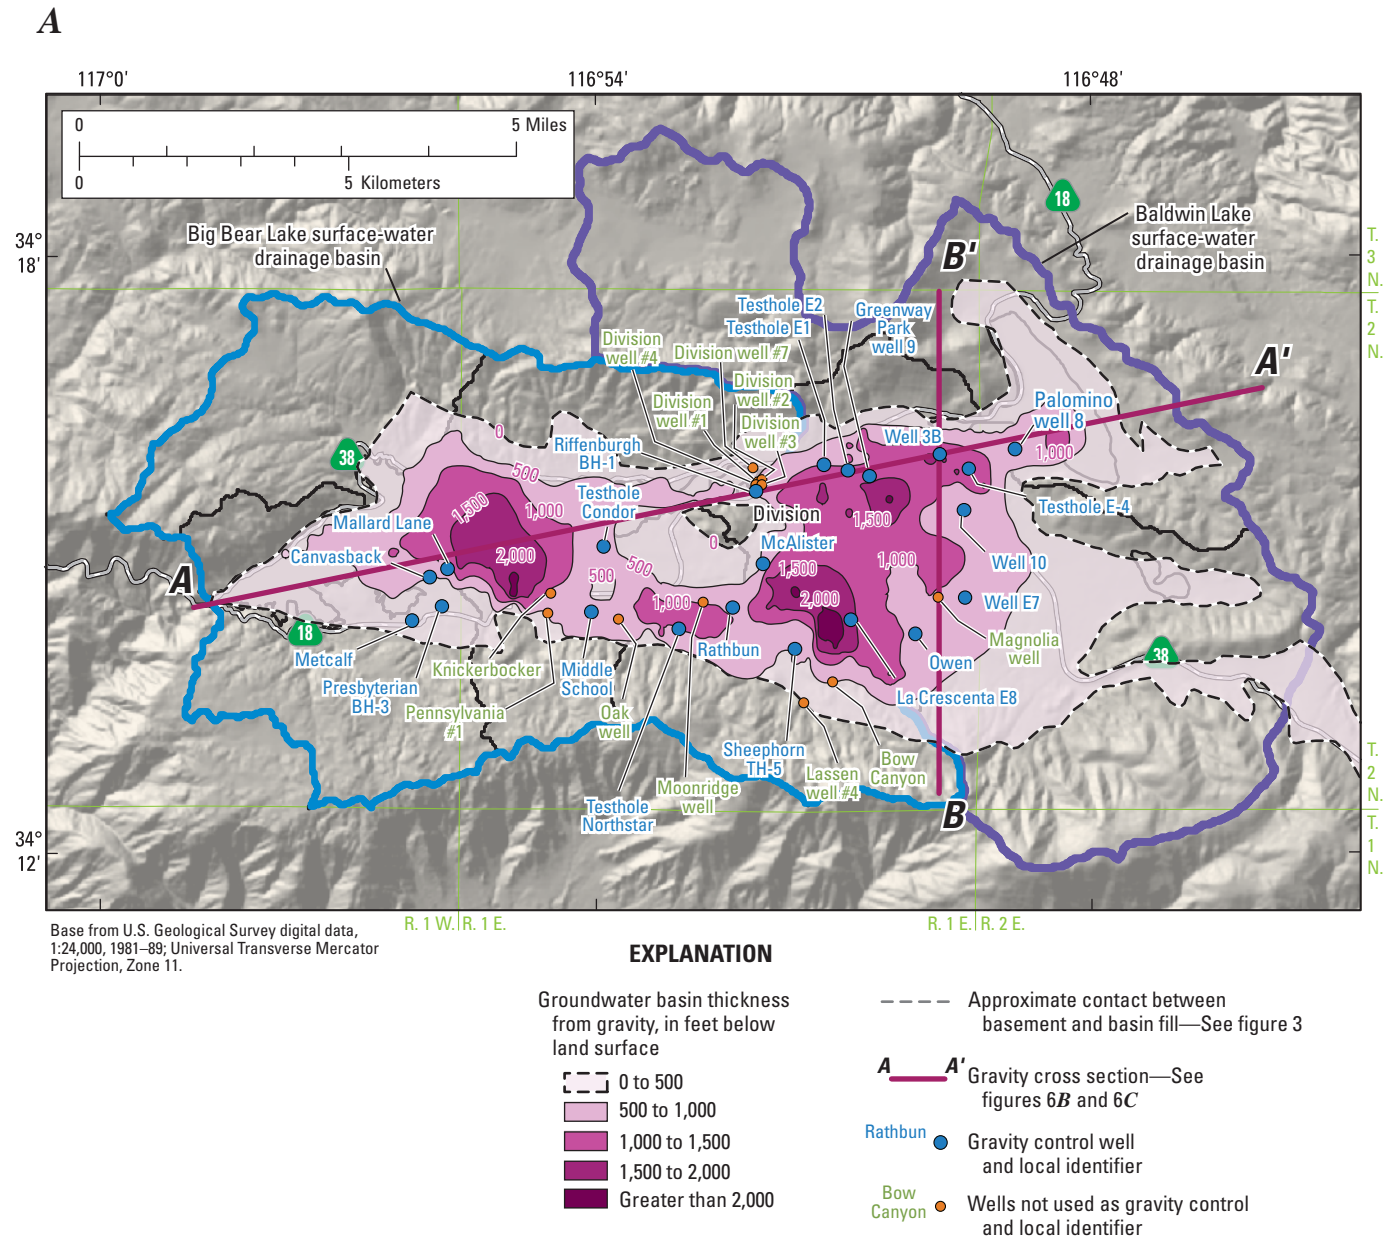 A
117°0'
116°54'
116°48'
0
5 Miles
0
5 Kilometers
34°
18'
34°
12'
T.
3
N.
T.
2
N.
T.
2
N.
T.
1
N.
Big Bear Lake surface-water
drainage basin
Baldwin Lake
surface-water
drainage basin
18
B'
A'
Testhole E2
Testhole E1
Greenway
Park
well 9
Division
well #4
Division well #7
Division
well #2
Division
well #1
Division
well #3
Palomino
well 8
Well 3B
Riffenburgh
BH-1
38
0
500
1,000
Testhole
Condor
Testhole E-4
1,500
1,000
Mallard Lane
Division
1,500
Canvasback
2,000
0
McAlister
1,000
Well 10
500
500
1,500
A
1,000
2,000
Well E7
18
Magnolia
well
38
Metcalf
Rathbun
Owen
Knickerbocker
Middle
School
Presbyterian
BH-3
La Crescenta E8
Pennsylvania
#1
Oak
well
Sheephorn
TH-5
Bow
Canyon
Lassen
well #4
Moonridge
well
Testhole
Northstar
B
R. 1 W.
R. 1 E.
R. 1 E.
R. 2 E.
Base from U.S. Geological Survey digital data,
1:24,000, 1981–89; Universal Transverse Mercator
Projection, Zone 11.
EXPLANATION
Groundwater basin thickness
from gravity, in feet below
land surface
0 to 500
500 to 1,000
1,000 to 1,500
1,500 to 2,000
Greater than 2,000
Approximate contact between
basement and basin fill—See figure 3
A A' Gravity cross section—See
figures 6B and 6C
Rathbun Gravity control well
and local identifier
Bow
Canyon Wells not used as gravity control
and local identifier